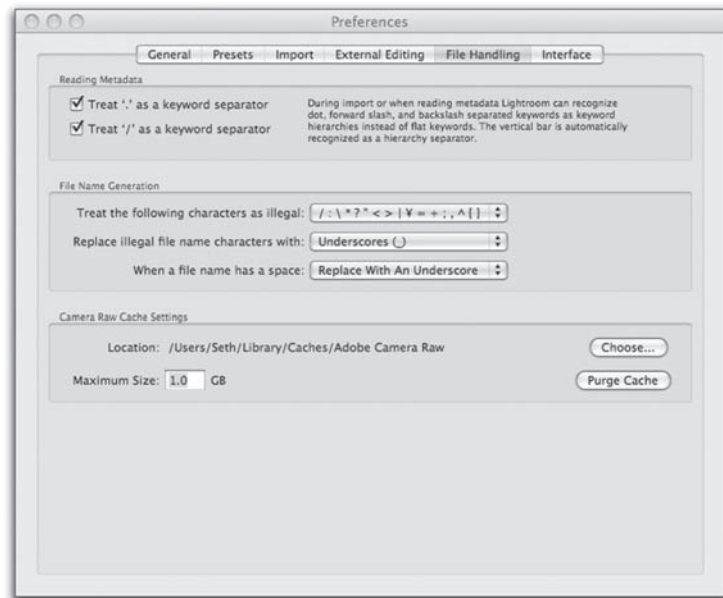 Preferences
General Presets Import External Editing File Handling Interface
Reading Metadata
Treat '.' as a keyword separator
Treat '/' as a keyword separator
During import or when reading metadata Lightroom can recognize
dot, forward slash, and backslash separated keywords as keyword
hierarchies instead of flat keywords. The vertical bar is automatically
recognized as a hierarchy separator.
File Name Generation
Treat the following characters as illegal: / : \ * ? " < > | ¥ = + ; , ^ [ ]
Replace illegal file name characters with: Underscores (_)
When a file name has a space: Replace With An Underscore
Camera Raw Cache Settings
Location: /Users/Seth/Library/Caches/Adobe Camera Raw
Choose...
Maximum Size: 1.0 GB
Purge Cache